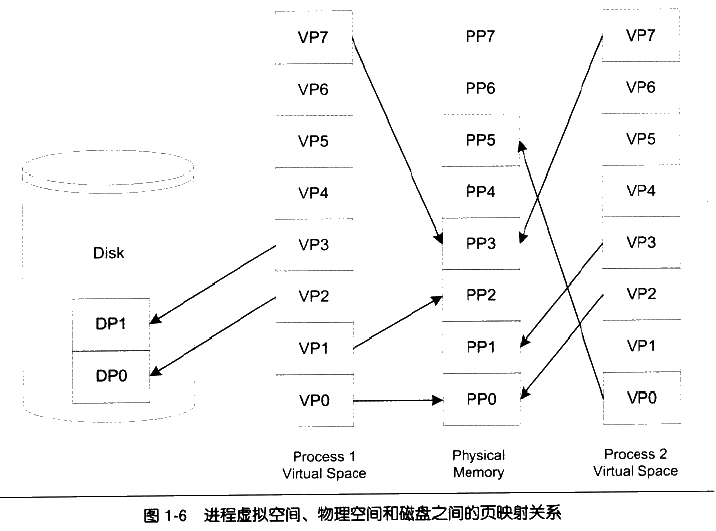 VP7 PP7 VP7
VP6 PP6 VP6
VP5 PP5 VP5
VP4 PP4 VP4
Disk VP3 PP3 VP3
DP1 VP2 PP2 VP2
DP0 VP1 PP1 VP1
VP0 PP0 VP0
Process 1 Physical Process 2
Virtual Space Memory Virtual Space
图 1-6 进程虚拟空间、物理空间和磁盘之间的页映射关系